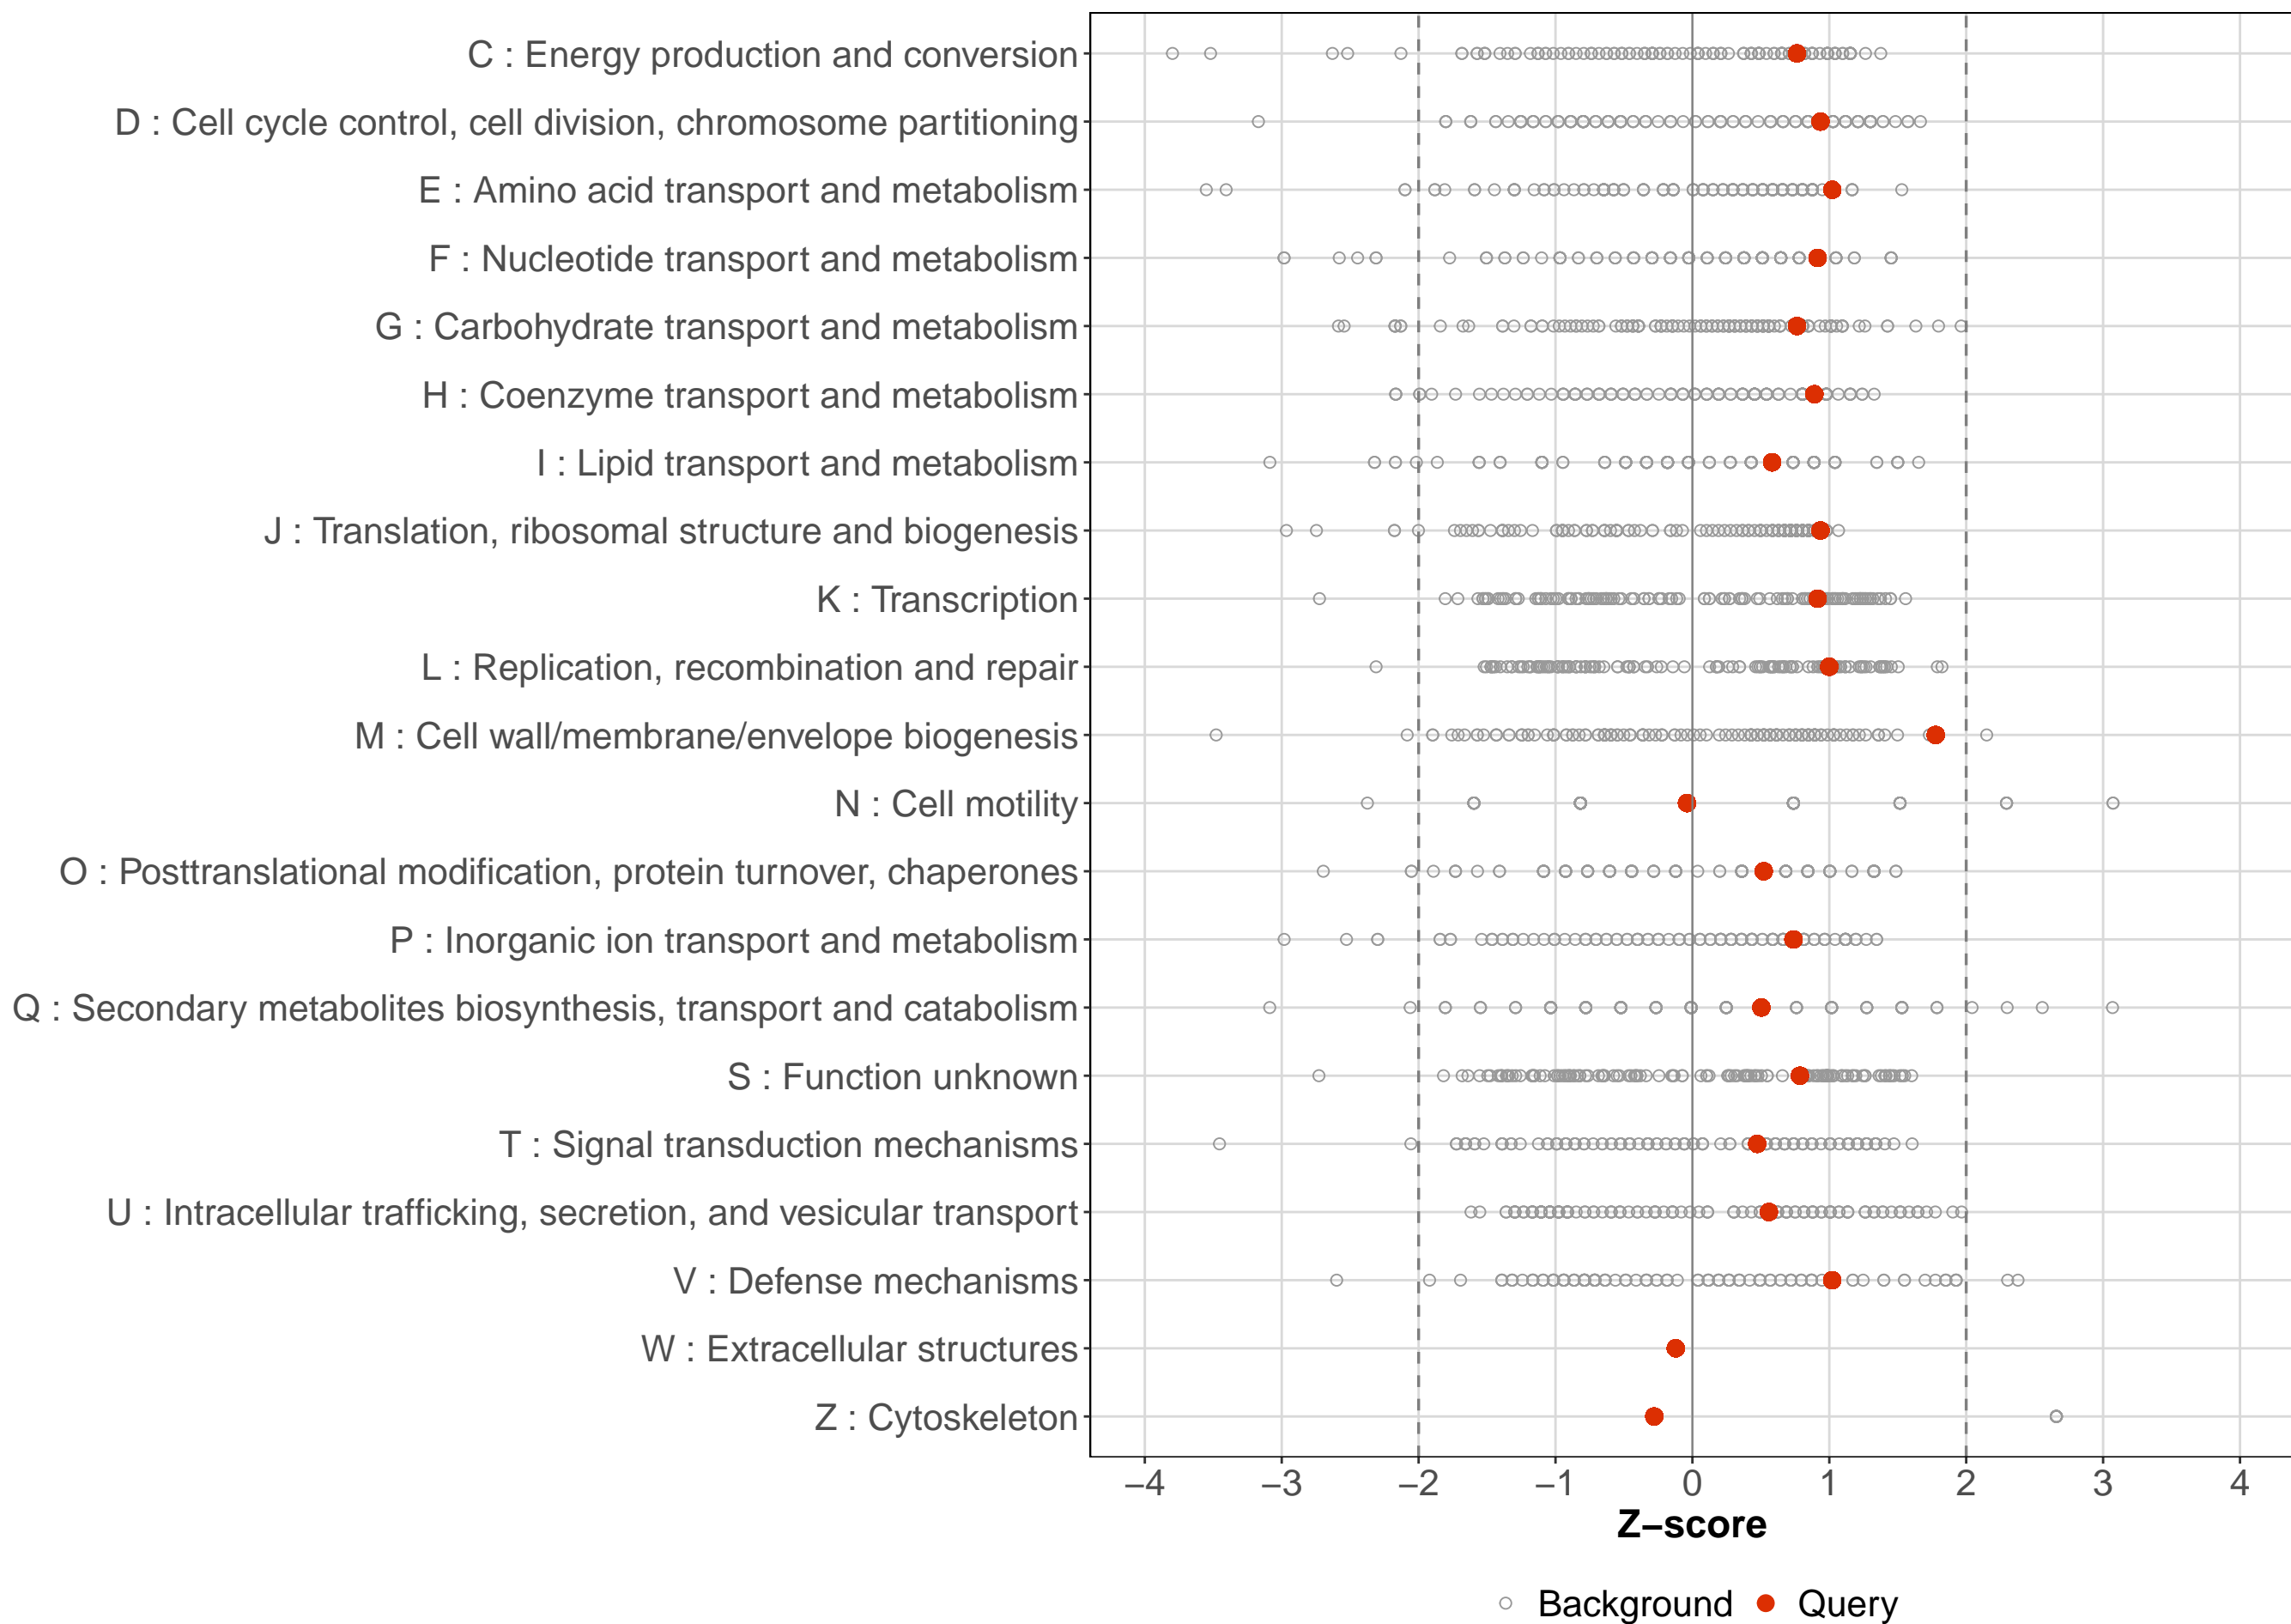 C : Energy production and conversion
D : Cell cycle control, cell division, chromosome partitioning
E : Amino acid transport and metabolism
F : Nucleotide transport and metabolism
G : Carbohydrate transport and metabolism
H : Coenzyme transport and metabolism
I : Lipid transport and metabolism
J : Translation, ribosomal structure and biogenesis
K : Transcription
L : Replication, recombination and repair
M : Cell wall/membrane/envelope biogenesis
N : Cell motility
O : Posttranslational modification, protein turnover, chaperones
P : Inorganic ion transport and metabolism
Q : Secondary metabolites biosynthesis, transport and catabolism
S : Function unknown
T : Signal transduction mechanisms
U : Intracellular trafficking, secretion, and vesicular transport
V : Defense mechanisms
W : Extracellular structures
Z : Cytoskeleton
−4 −3 −2 −1 0 1 2 3 4
Z−score
Background Query